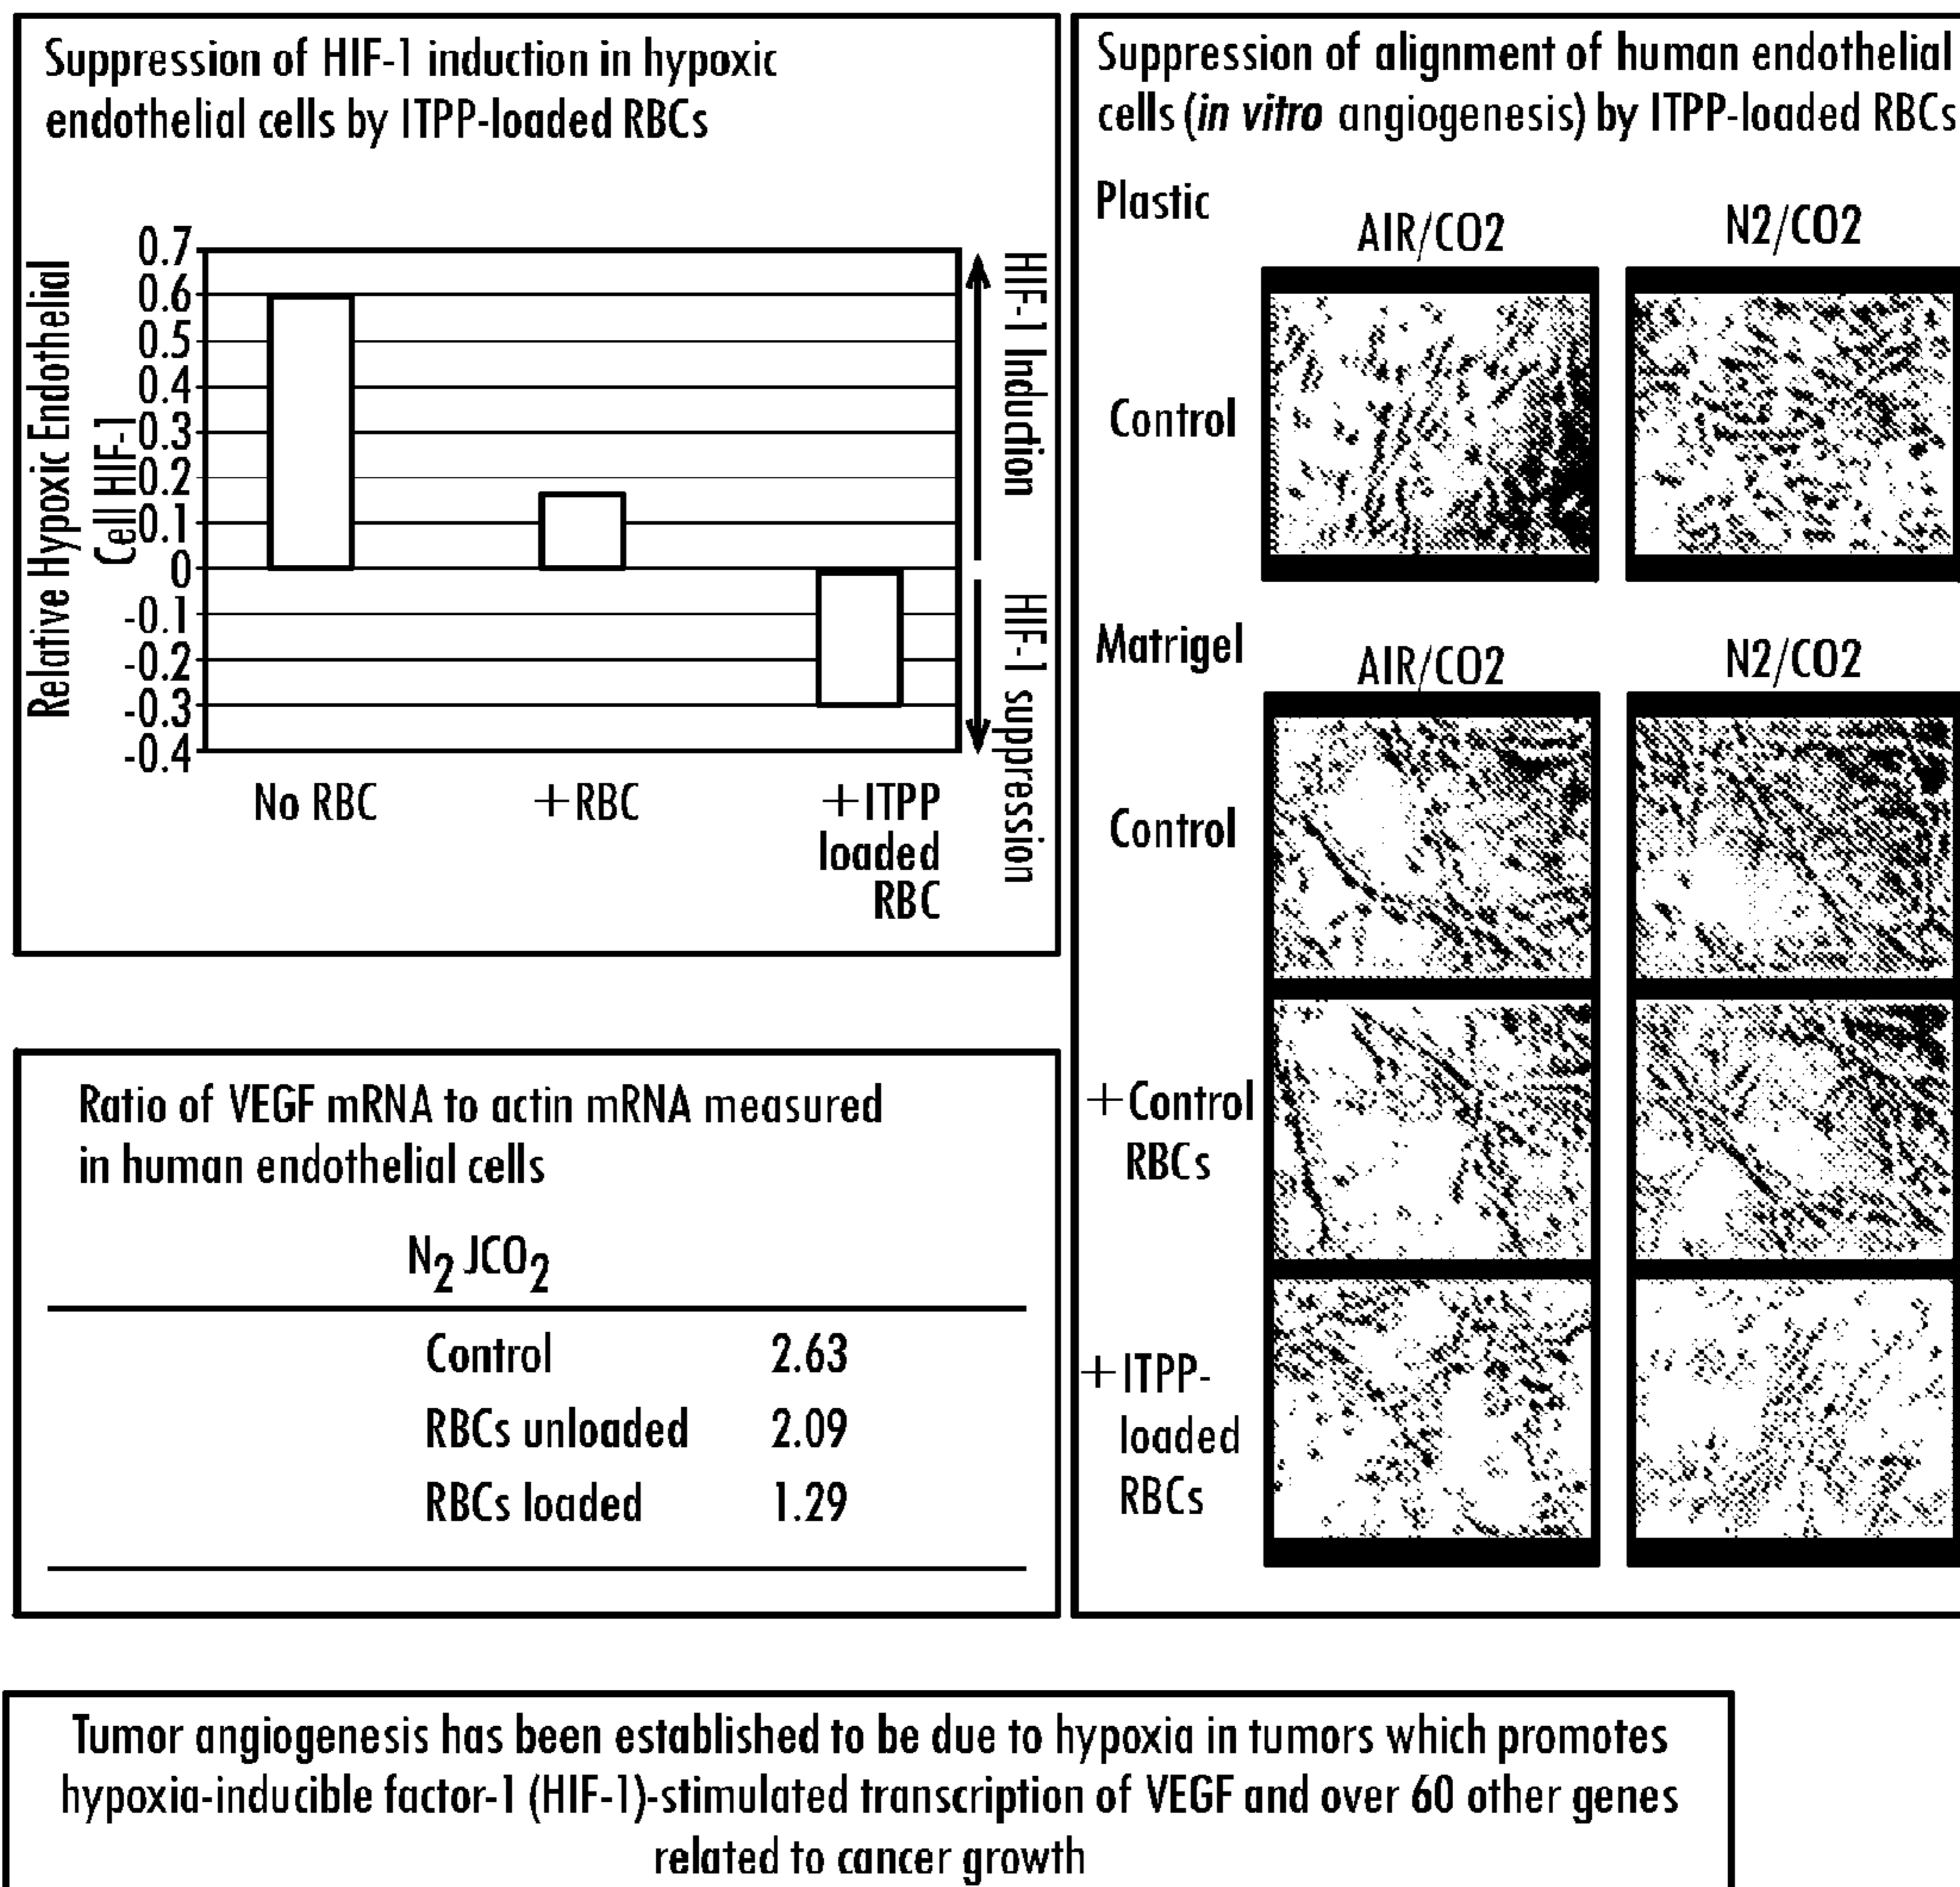 Suppression of HIF-1 induction in hypoxic
endothelial cells by ITPP-loaded RBCs
Relative Hypoxic Endothelial
Cell HIF-1
0.7
0.6
0.5
0.4
0.3
0.2
0.1
0
-0.1
-0.2
-0.3
-0.4
No RBC
+RBC
+ITPP
loaded
RBC
HIF-1 Induction
HIF-1 suppression
Ratio of VEGF mRNA to actin mRNA measured
in human endothelial cells
N2 JCO2
Control 2.63
RBCs unloaded 2.09
RBCs loaded 1.29
Suppression of alignment of human endothelial
cells (in vitro angiogenesis) by ITPP-loaded RBCs
Plastic
AIR/CO2 N2/CO2
Control
Matrigel
AIR/CO2 N2/CO2
Control
+Control
RBCs
+ITPP-
loaded
RBCs
Tumor angiogenesis has been established to be due to hypoxia in tumors which promotes
hypoxia-inducible factor-1 (HIF-1)-stimulated transcription of VEGF and over 60 other genes
related to cancer growth